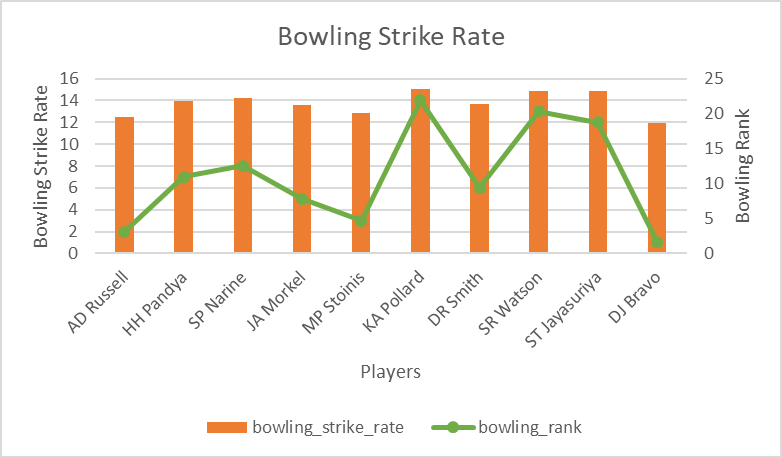 Bowling Strike Rate
16
14
12
10
8
6
4
2
0
Bowling Strike Rate
25
20
15
10
5
0
Bowling Rank
AD Russell
HH Pandya
SP Narine
JA Morkel
MP Stoinis
KA Pollard
DR Smith
SR Watson
ST Jayasuriya
DJ Bravo
Players
bowling_strike_rate
bowling_rank